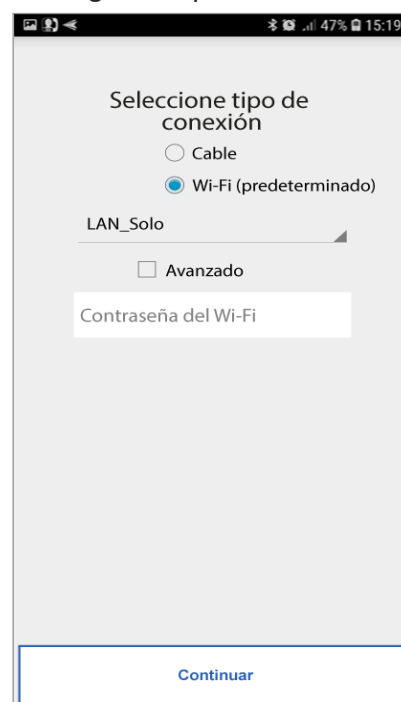 47% 15:19
Seleccione tipo de
conexión
Cable
Wi-Fi (predeterminado)
LAN_Solo
Avanzado
Contraseña del Wi-Fi
Continuar